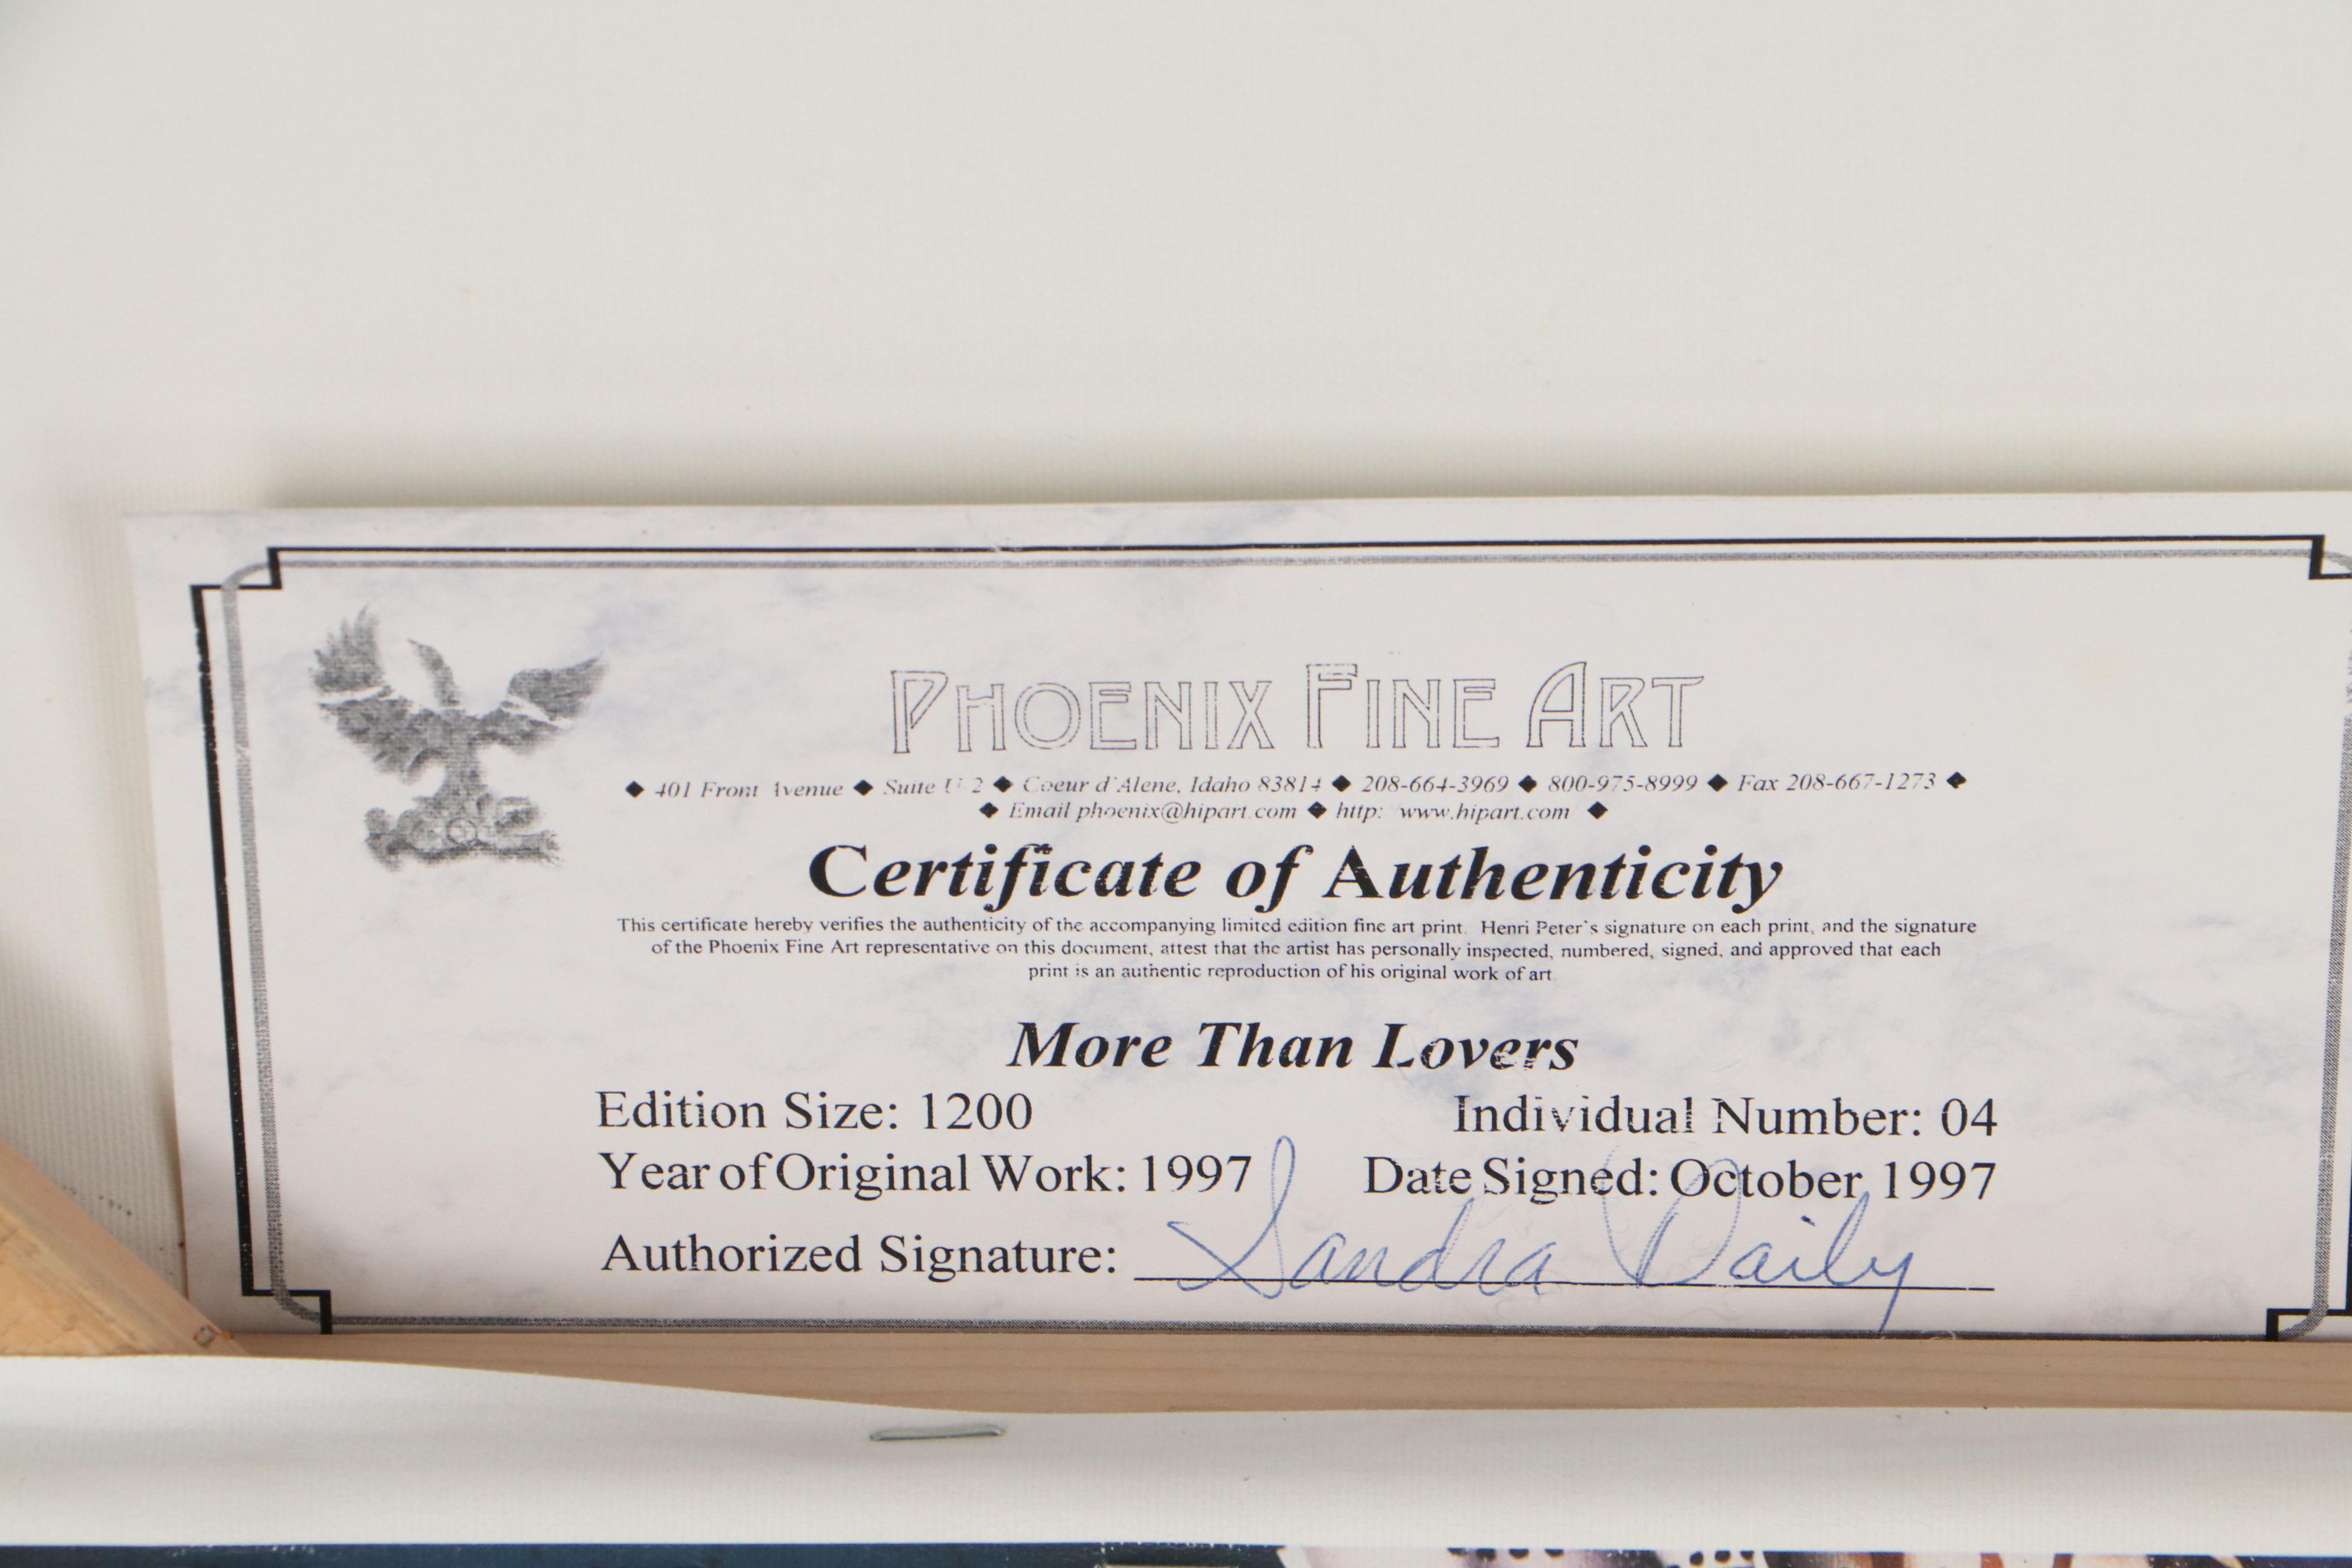 PHOENIX FINE ART
◆ 401 Front Avenue ◆ Suite 2 ◆ Coeur d'Alene, Idaho 83814 ◆ 208-664-3969 ◆ 800-975-8999 ◆ Fax 208-667-1273 ◆
◆ Email phoenix@hipart.com ◆ http: www.hipart.com ◆
Certificate of Authenticity
This certificate hereby verifies the authenticity of the accompanying limited edition fine art print. Henri Peter's signature on each print, and the signature
of the Phoenix Fine Art representative on this document, attest that the artist has personally inspected, numbered, signed, and approved that each
print is an authentic reproduction of his original work of art.
More Than Lovers
Edition Size: 1200 Individual Number: 04
Year of Original Work: 1997 Date Signed: October 1997
Authorized Signature: Sandra Daily